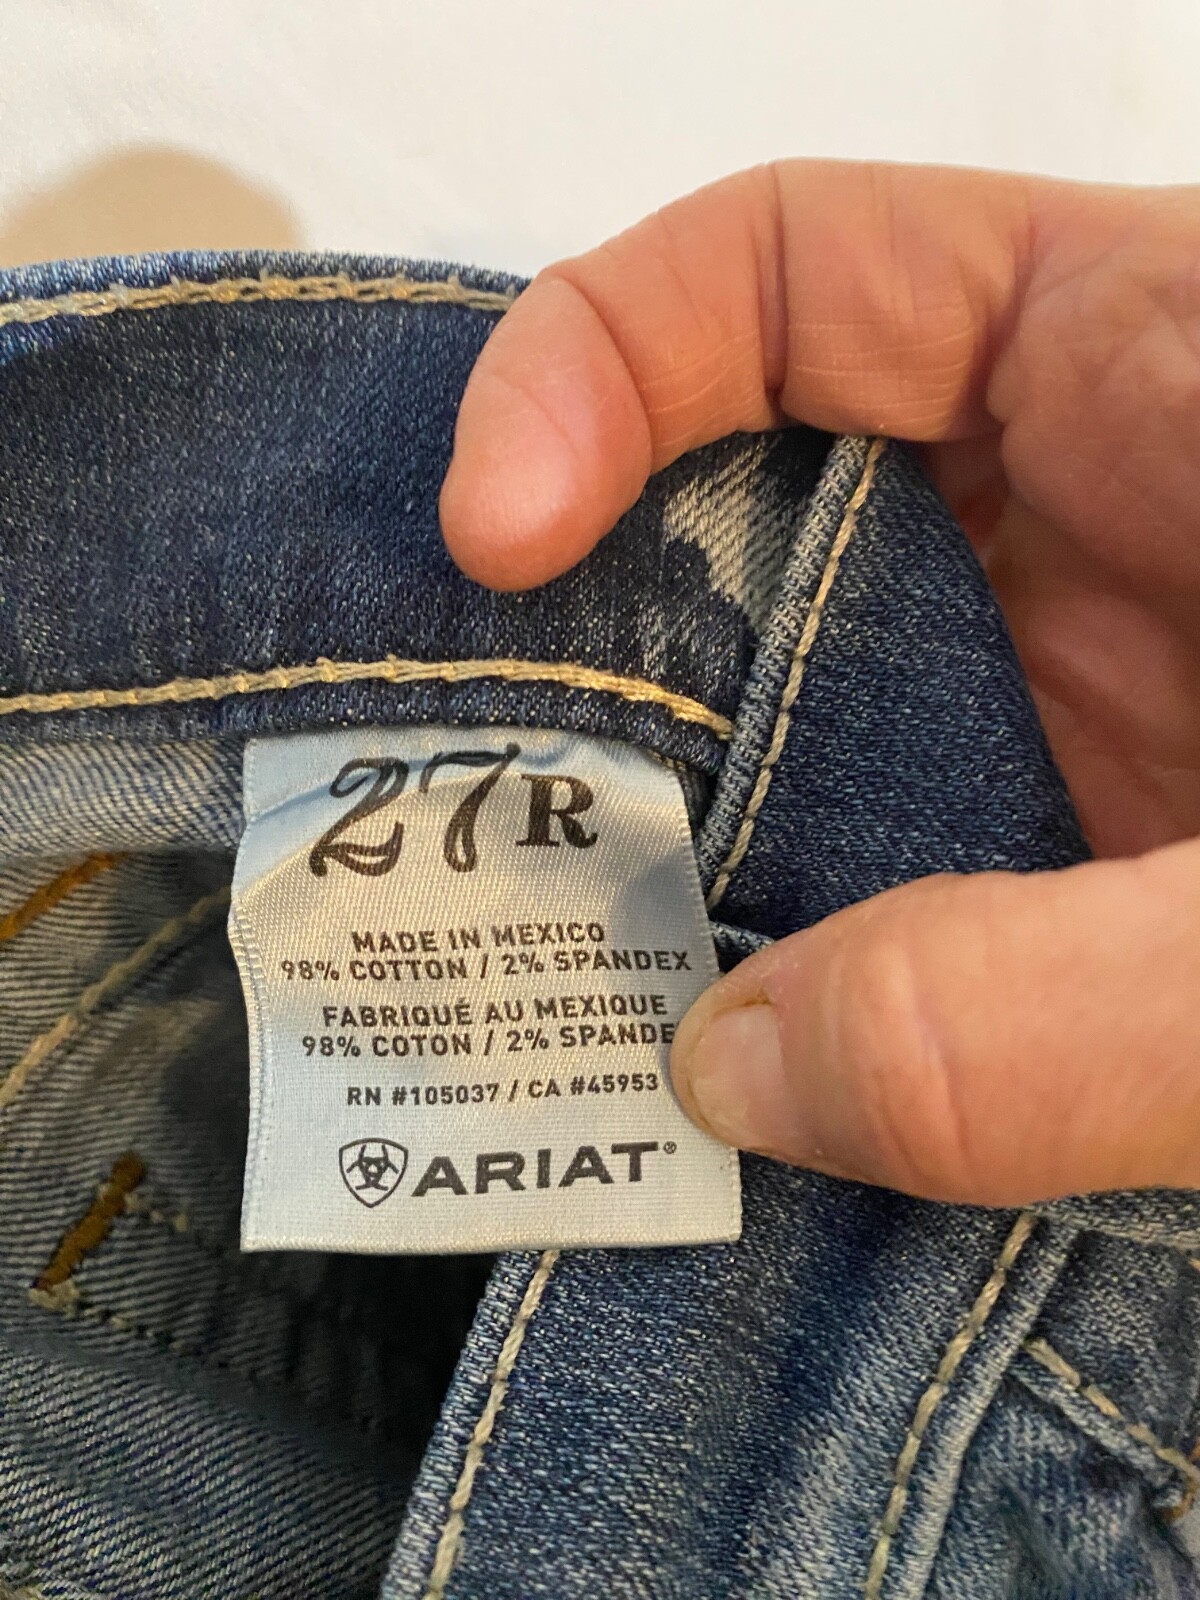 27R
MADE IN MEXICO
98% COTTON / 2% SPANDEX
FABRIQUÉ AU MEXIQUE
98% COTON / 2% SPANDE
RN #105037 / CA #45953
ARIAT®